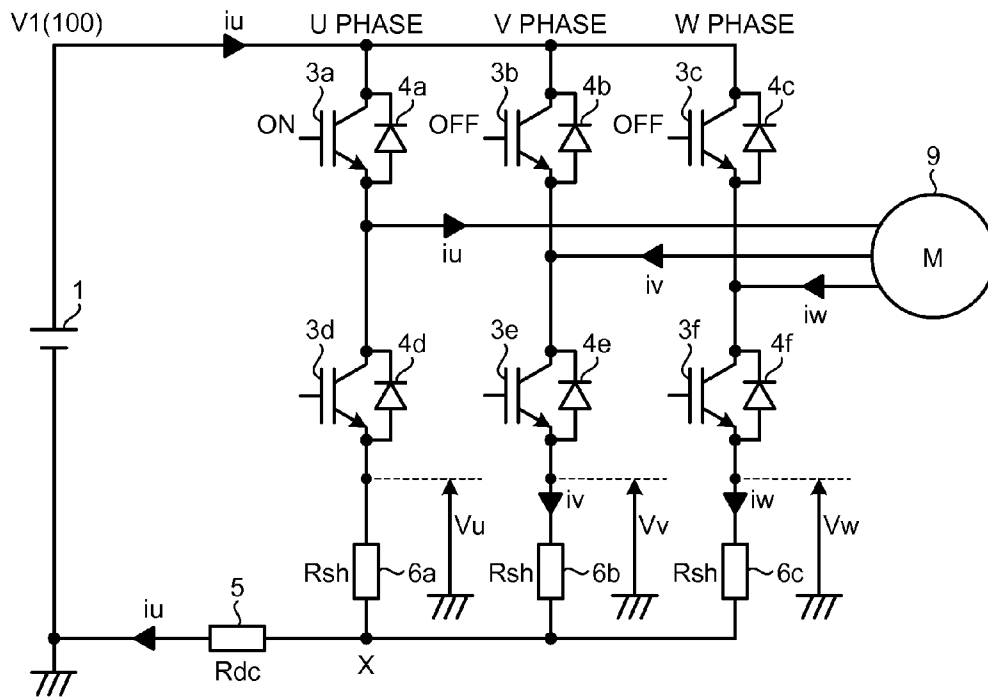 V1(100)
iu
U PHASE
V PHASE
W PHASE
3a
4a
3b
4b
3c
4c
ON
OFF
OFF
9
M
iu
iv
iw
1
3d
4d
3e
4e
3f
4f
Vu
iv
Vv
iw
Vw
Rsh
6a
Rsh
6b
Rsh
6c
iu
5
Rdc
X